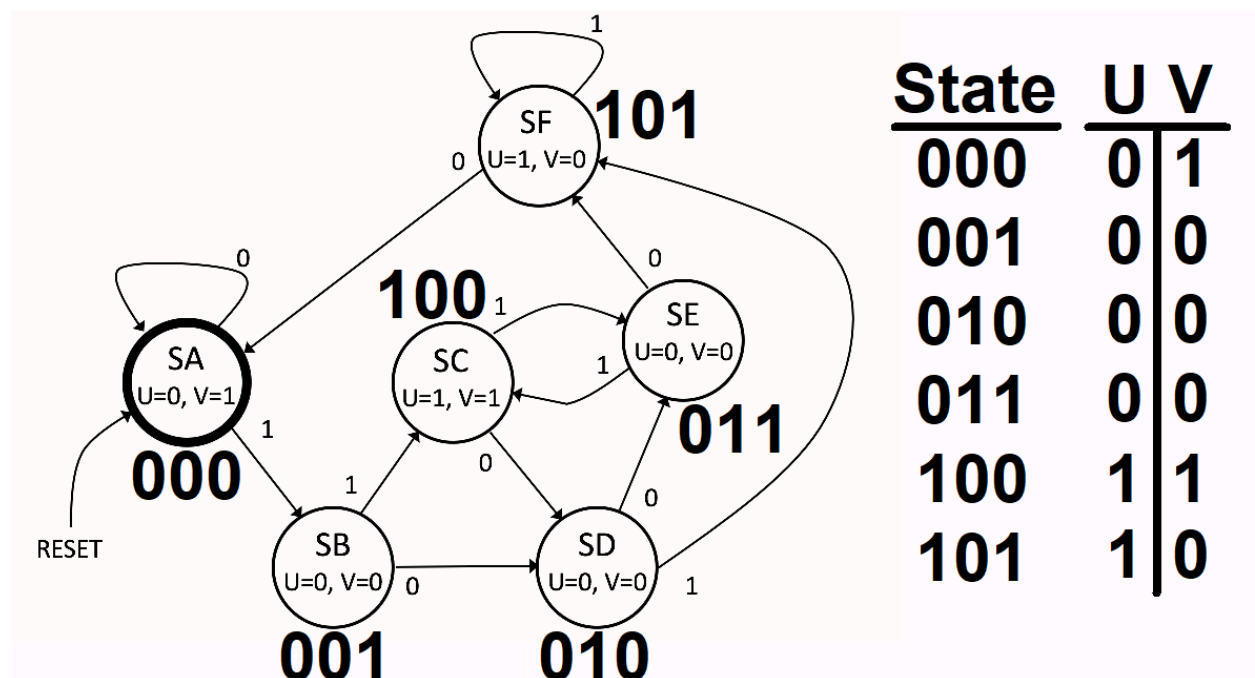 1
SF
U=1, V=0
101
0
0
SA
U=0, V=1
000
1
RESET
100
SC
U=1, V=1
1
0
1
SE
U=0, V=0
011
0
1
SB
U=0, V=0
001
0
1
SD
U=0, V=0
010
0
1
State U V
000 0 1
001 0 0
010 0 0
011 0 0
100 1 1
101 1 0